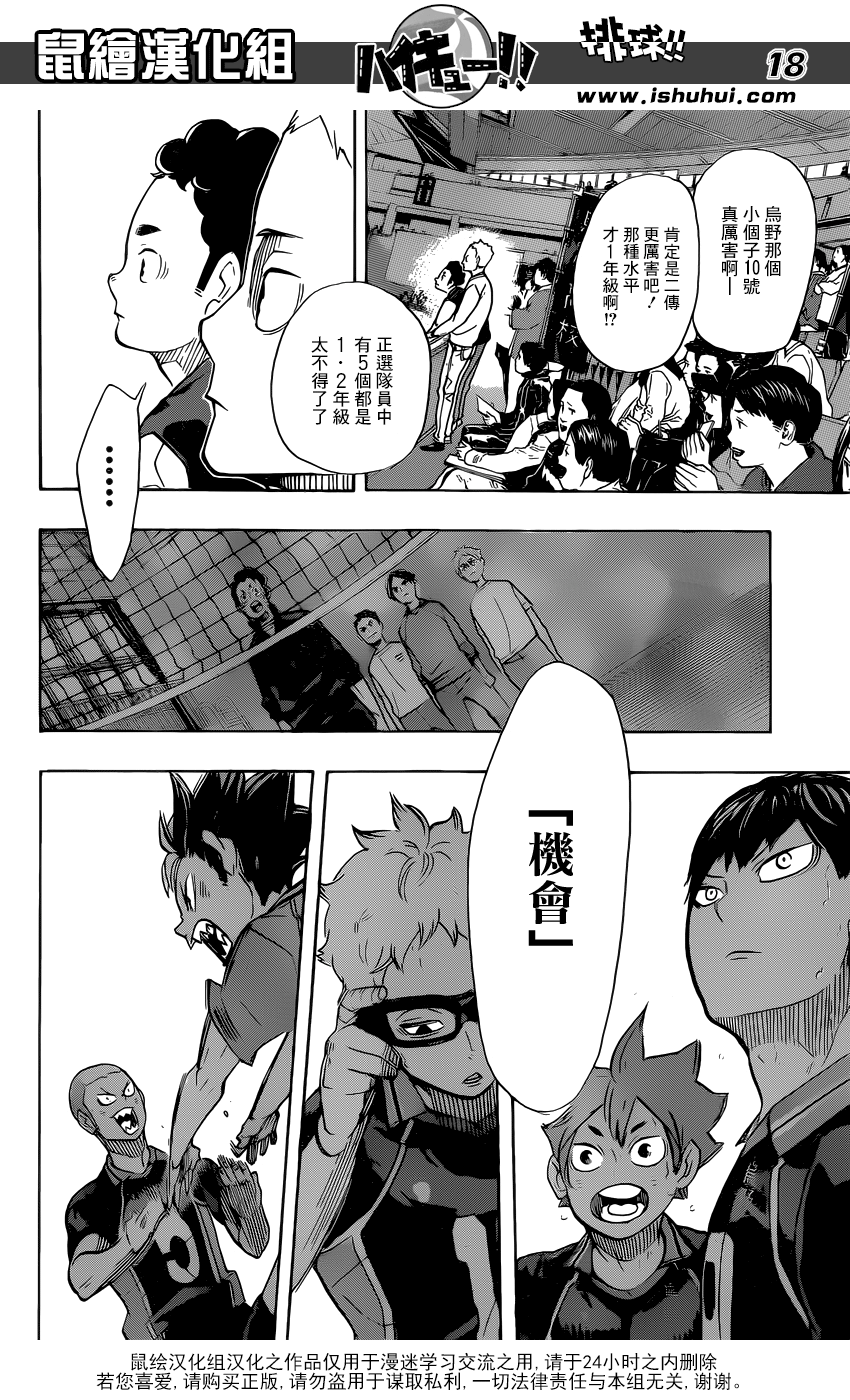 鼠繪漢化組
ハイキュー!!
排球!!
18
www.ishuhui.com
烏野那個
小個子10號
真厲害啊—
肯定是二傳
更厲害吧!
那種水平
才1年級啊!?
正選隊員中
有5個都是
1·2年級
太不得了了
……
「機會」
鼠绘汉化组汉化之作品仅用于漫迷学习交流之用,请于24小时之内删除
若您喜爱,请购买正版,请勿盗用于谋取私利,一切法律责任与本组无关,谢谢。